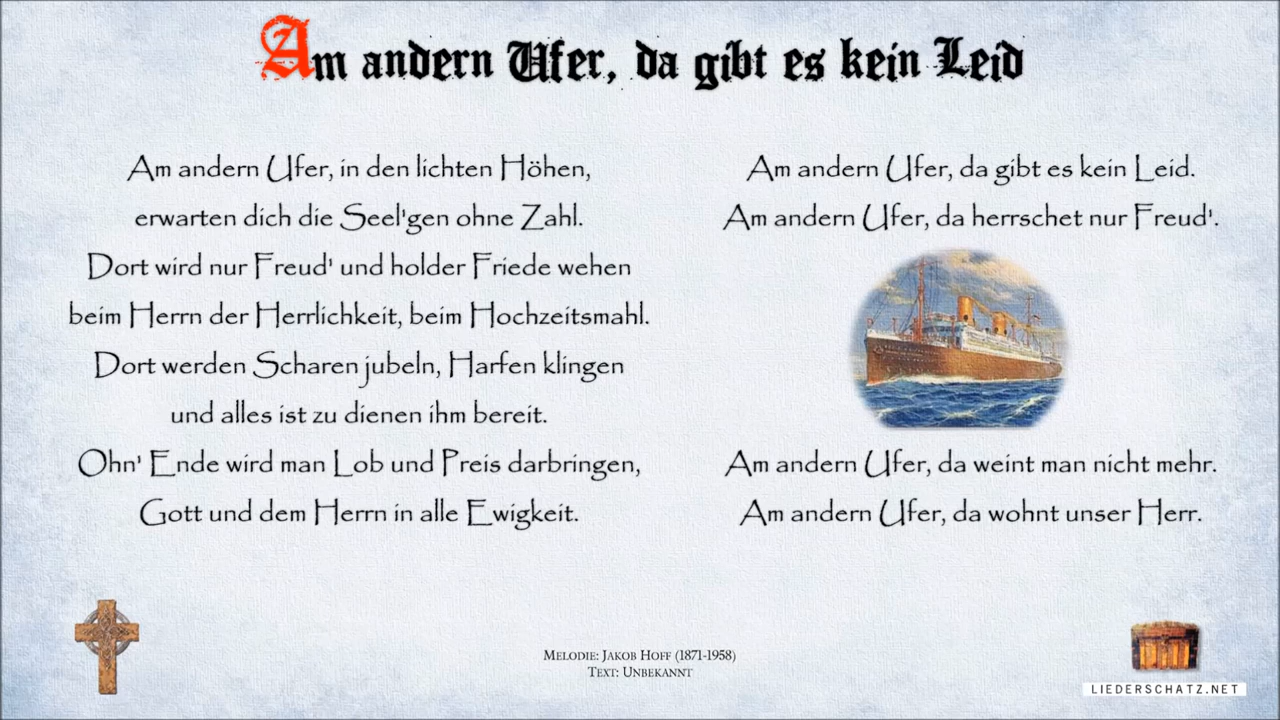 Am andern Ufer, da gibt es kein Leid
Am andern Ufer, in den lichten Höhen,
erwarten dich die Seel'gen ohne Zahl.
Dort wird nur Freud' und holder Friede wehen
beim Herrn der Herrlichkeit, beim Hochzeitsmahl.
Dort werden Scharen jubeln, Harfen klingen
und alles ist zu dienen ihm bereit.
Ohn' Ende wird man Lob und Preis darbringen,
Gott und dem Herrn in alle Ewigkeit.
Am andern Ufer, da gibt es kein Leid.
Am andern Ufer, da herrschet nur Freud'.
Am andern Ufer, da weint man nicht mehr.
Am andern Ufer, da wohnt unser Herr.
Melodie: Jakob Hoff (1871-1958)
Text: Unbekannt
LIEDERSCHATZ.NET